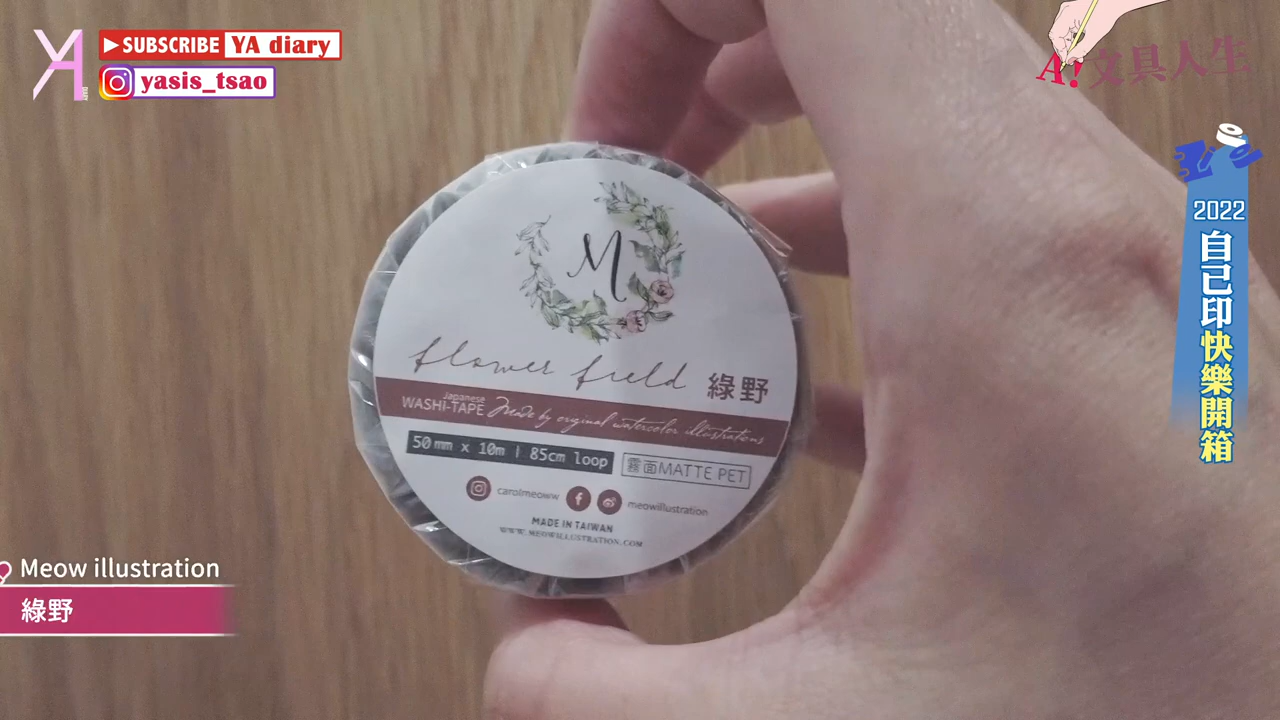 YA
DIARY
SUBSCRIBE YA diary
yasis_tsao
A!文具人生
2022
自己印快樂開箱
M
flower field 綠野
Japanese
WASHI-TAPE Made by original watercolor illustrations
50mm x 10m | 85cm loop
霧面MATTE PET
carolmeoww
meowillustration
MADE IN TAIWAN
WWW.MEOWILLUSTRATION.COM
Meow illustration
綠野